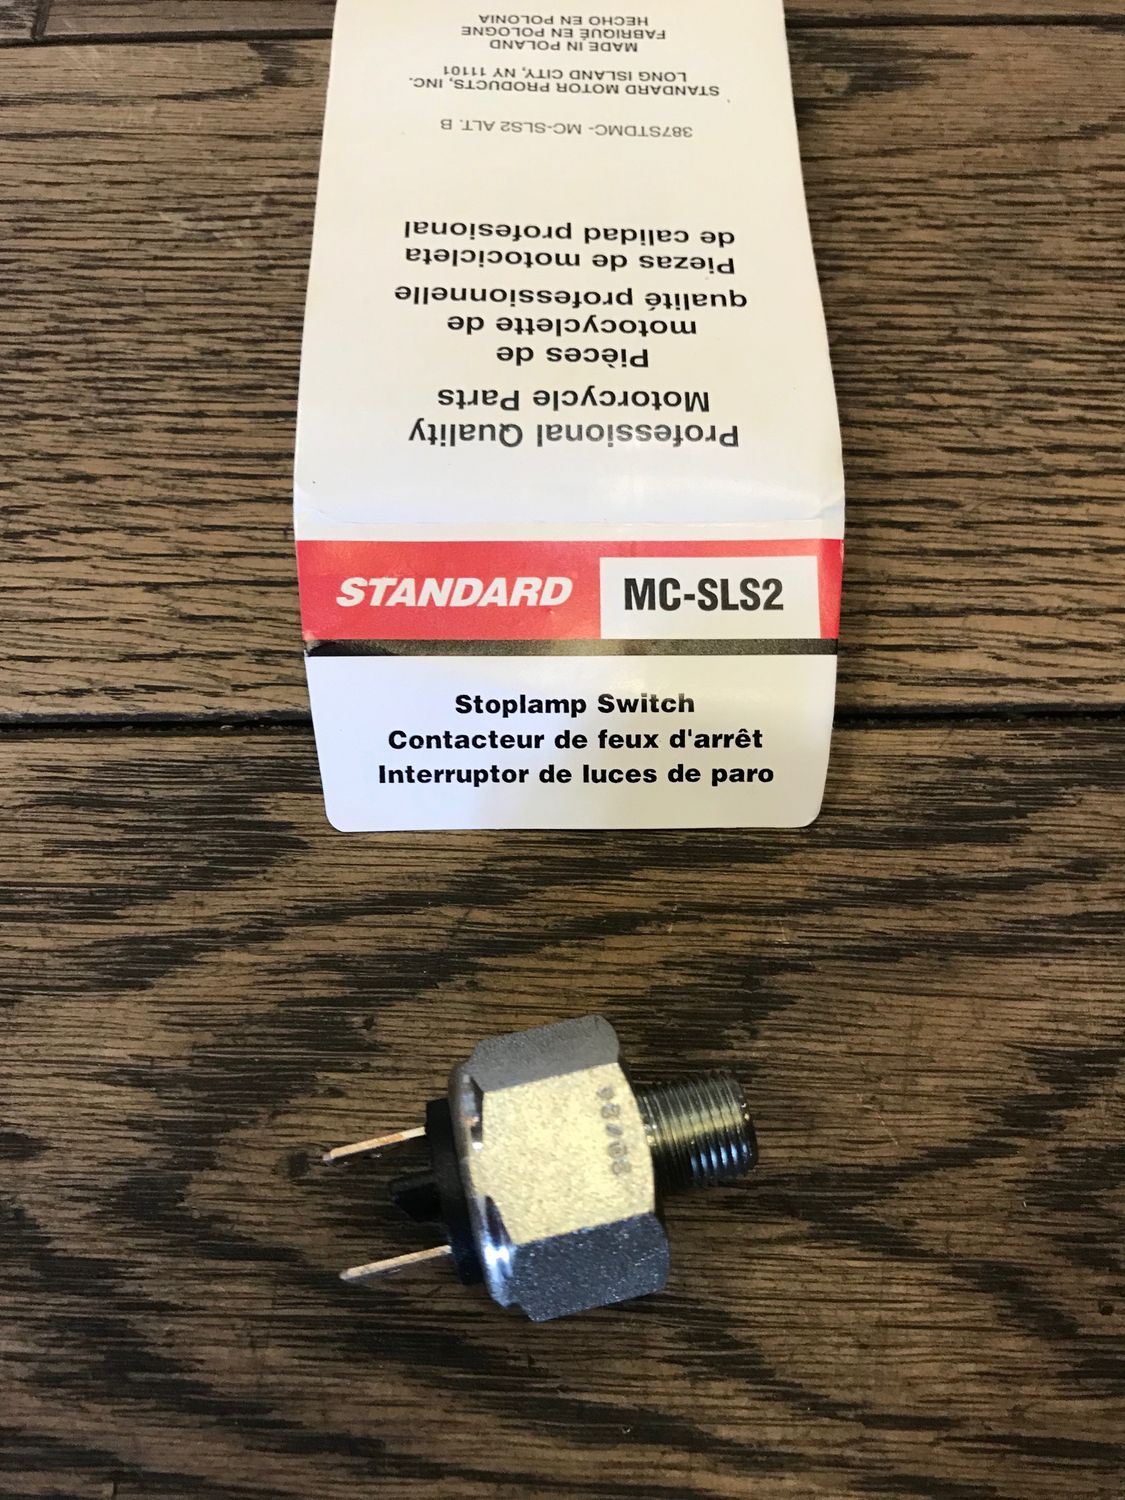 HECHO EN POLONIA
FABRIQUÉ EN POLOGNE
MADE IN POLAND
LONG ISLAND CITY, NY 11101
STANDARD MOTOR PRODUCTS, INC.
387STDMC- MC-SLS2 ALT. B
de calidad profesional
Piezas de motocicleta
qualité professionnelle
motocyclette de
Pièces de
Motorcycle Parts
Professional Quality
STANDARD MC-SLS2
Stoplamp Switch
Contacteur de feux d'arrêt
Interruptor de luces de paro